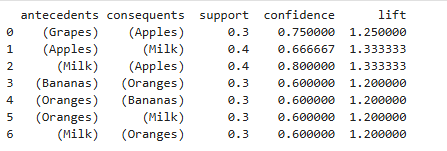 antecedents consequents support confidence lift
0 (Grapes) (Apples) 0.3 0.750000 1.250000
1 (Apples) (Milk) 0.4 0.666667 1.333333
2 (Milk) (Apples) 0.4 0.800000 1.333333
3 (Bananas) (Oranges) 0.3 0.600000 1.200000
4 (Oranges) (Bananas) 0.3 0.600000 1.200000
5 (Oranges) (Milk) 0.3 0.600000 1.200000
6 (Milk) (Oranges) 0.3 0.600000 1.200000